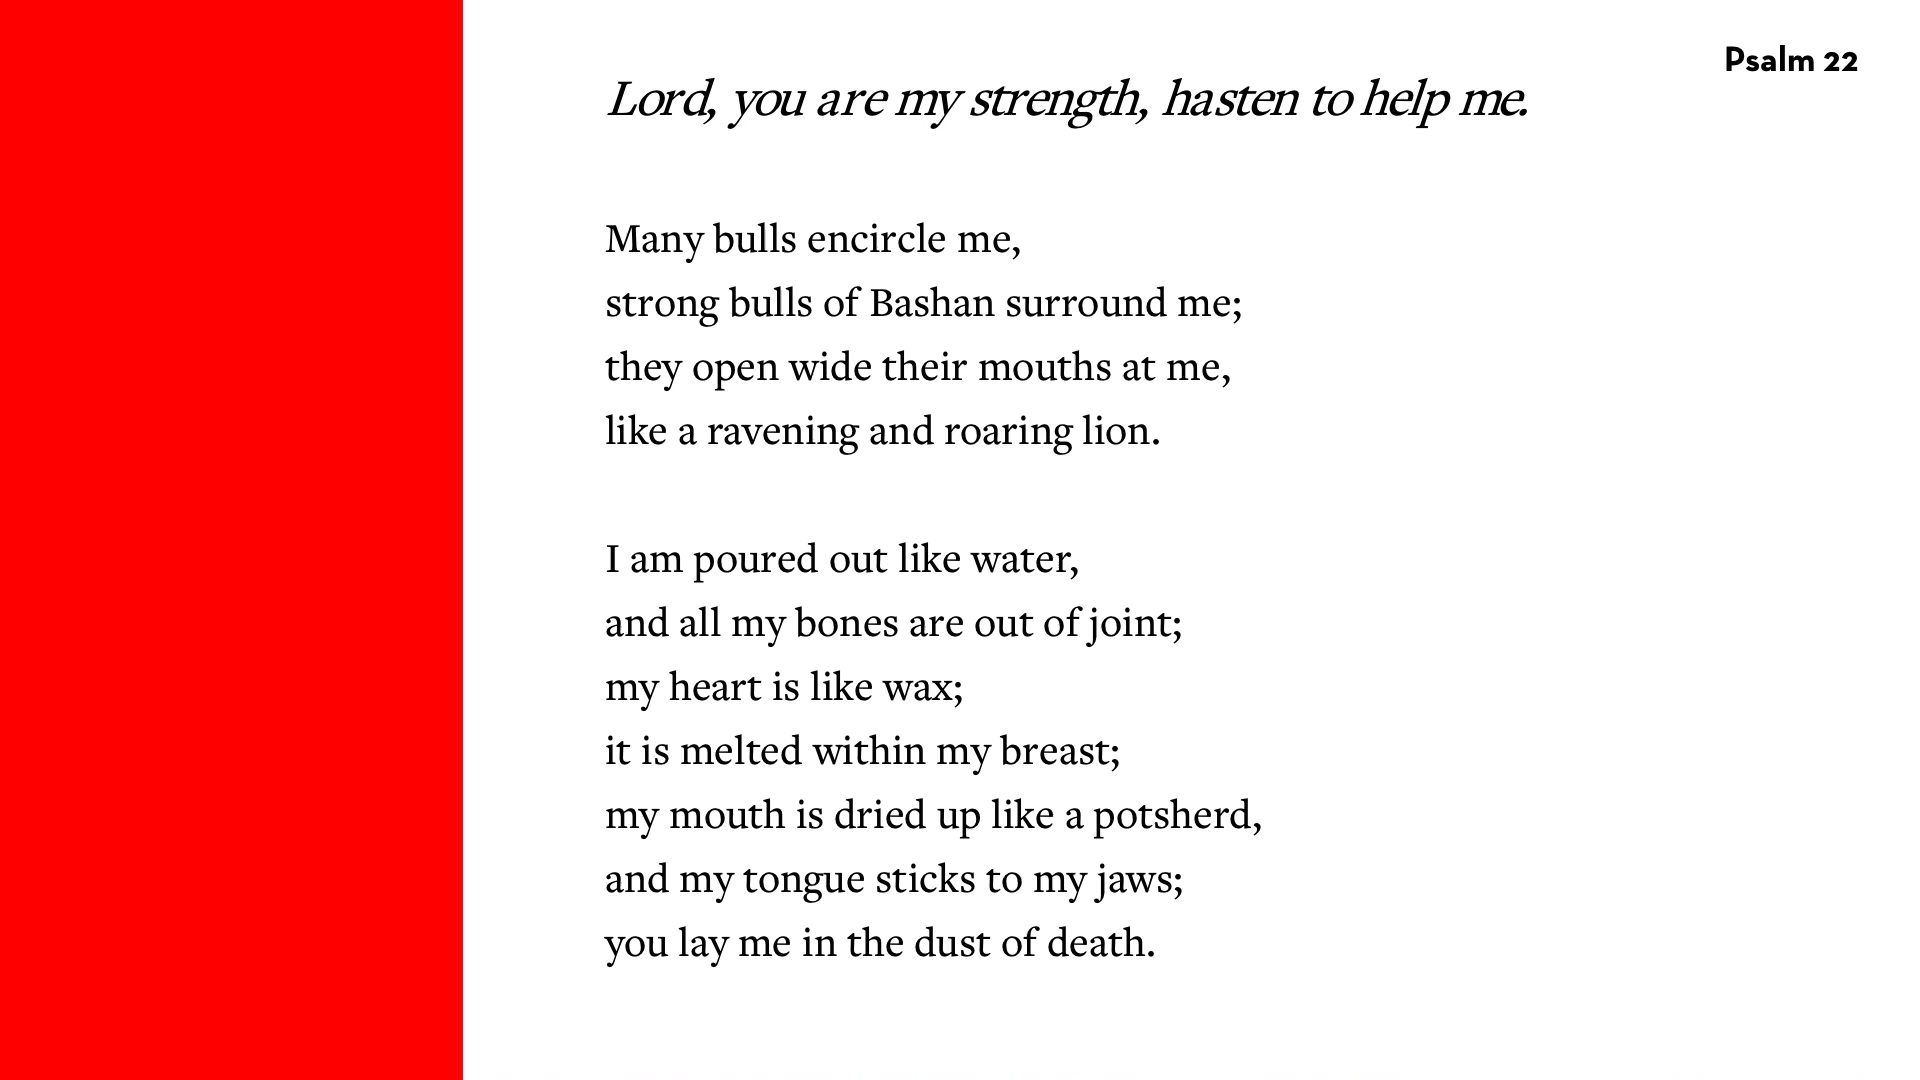 Psalm 22
Lord, you are my strength, hasten to help me.
Many bulls encircle me,
strong bulls of Bashan surround me;
they open wide their mouths at me,
like a ravening and roaring lion.
I am poured out like water,
and all my bones are out of joint;
my heart is like wax;
it is melted within my breast;
my mouth is dried up like a potsherd,
and my tongue sticks to my jaws;
you lay me in the dust of death.